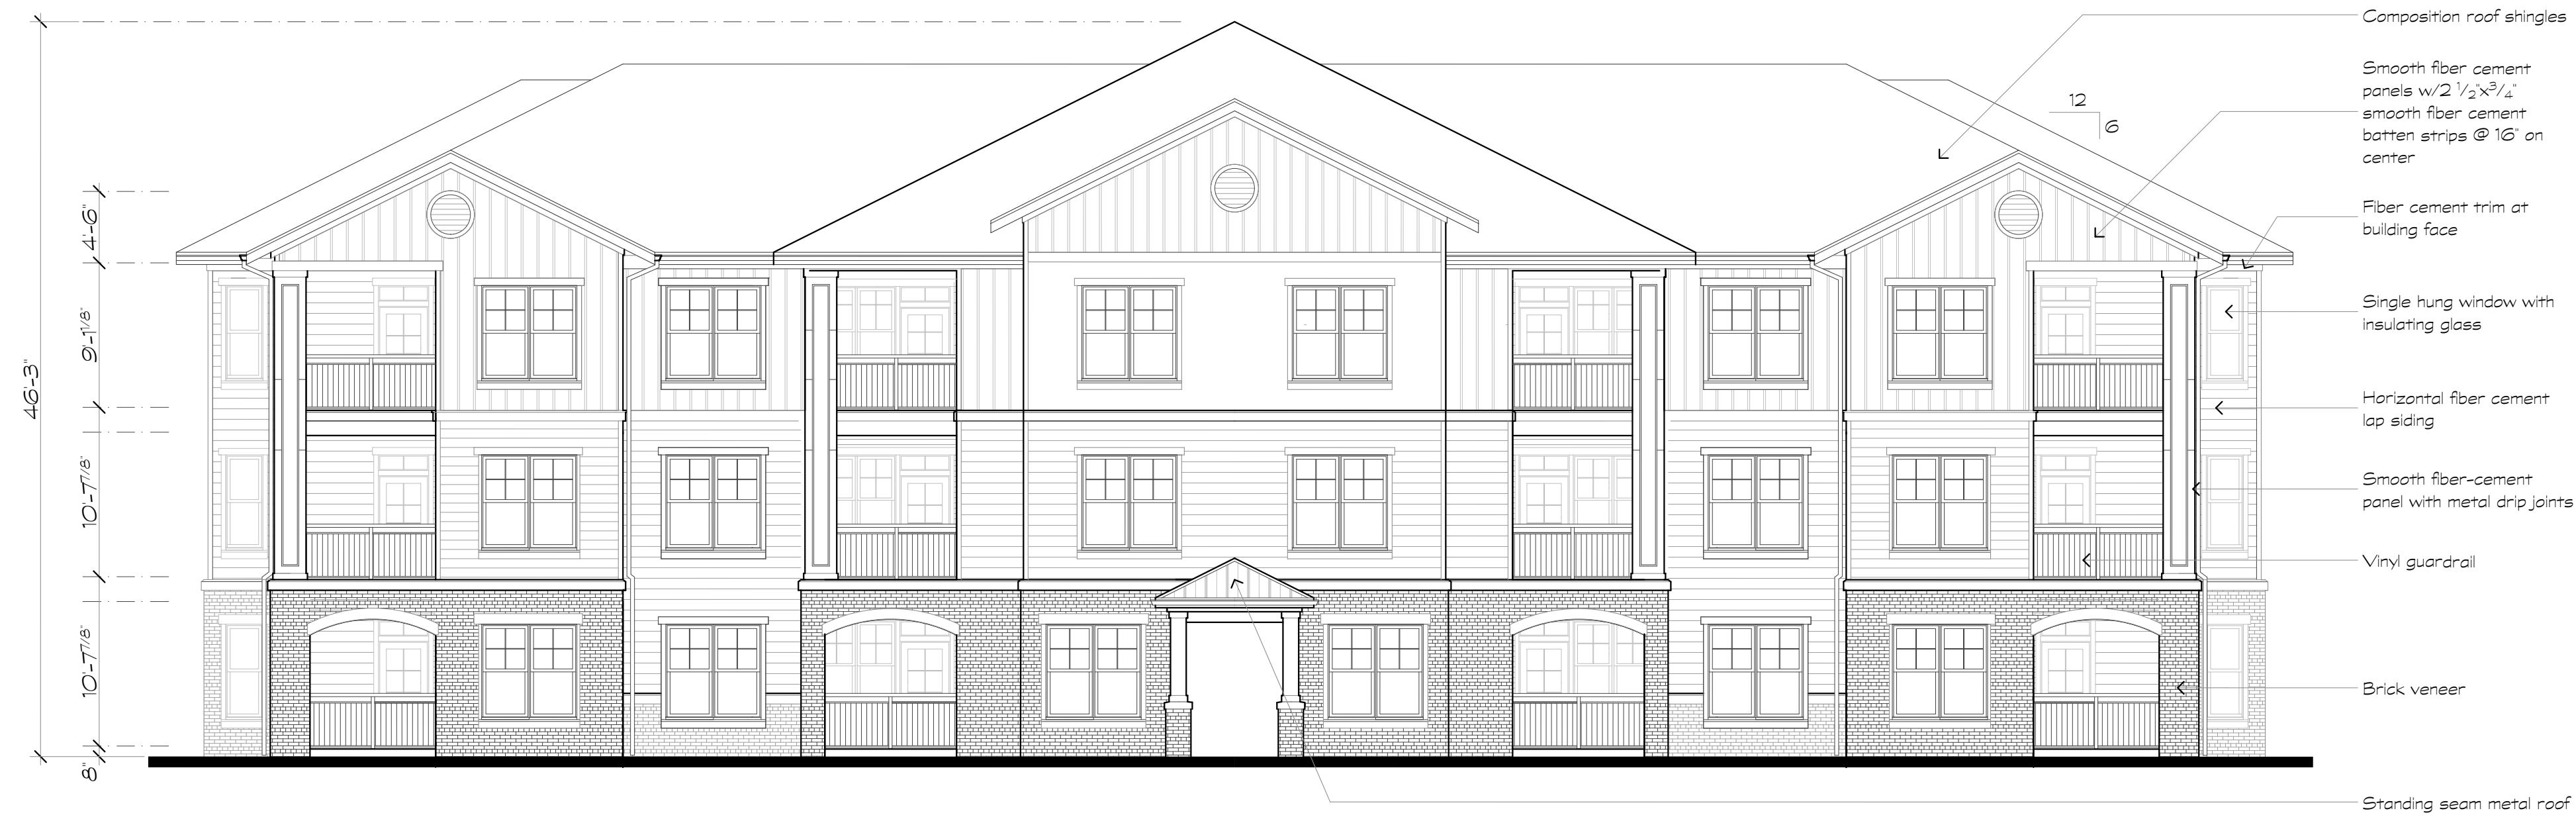 Composition roof shingles
Smooth fiber cement
panels w/2 1/2"x3/4"
smooth fiber cement
batten strips @ 16" on
center
12
6
Fiber cement trim at
building face
Single hung window with
insulating glass
Horizontal fiber cement
lap siding
Smooth fiber-cement
panel with metal drip joints
Vinyl guardrail
Brick veneer
Standing seam metal roof
46'-3"
4'-6"
9'-1 1/8"
10'-7 7/8"
10'-7 7/8"
8"